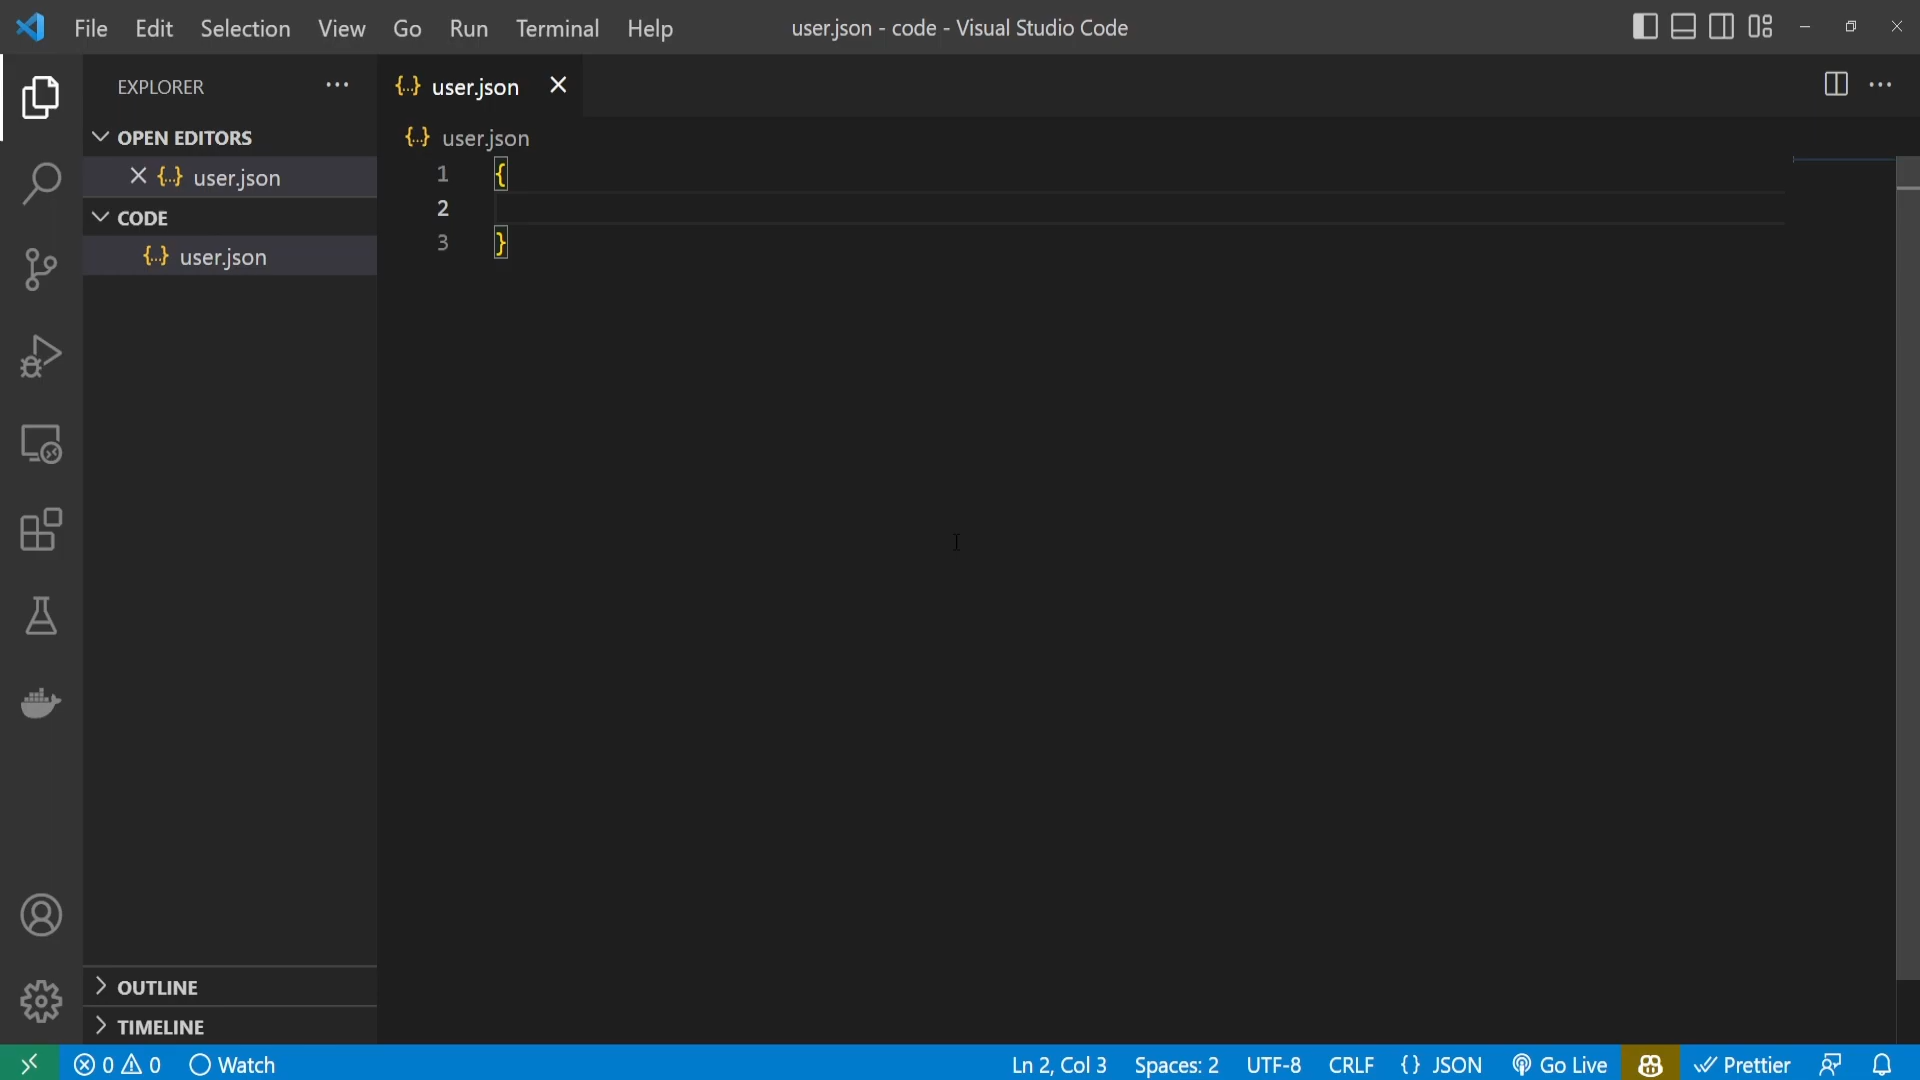 File Edit Selection View Go Run Terminal Help
user.json - code - Visual Studio Code
EXPLORER
OPEN EDITORS
{..} user.json
CODE
{..} user.json
OUTLINE
TIMELINE
{..} user.json
{..} user.json
1 {
2
3 }
0 0 Watch
Ln 2, Col 3 Spaces: 2 UTF-8 CRLF {} JSON Go Live Prettier